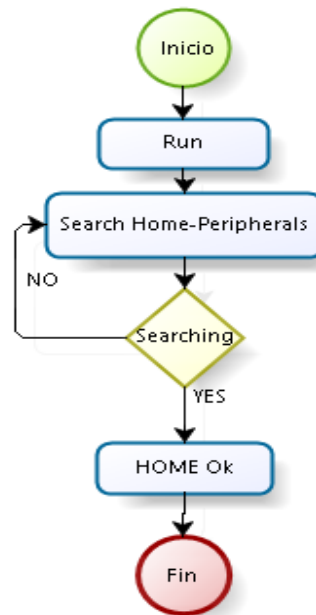 Inicio
Run
Search Home-Peripherals
NO
Searching
YES
HOME Ok
Fin